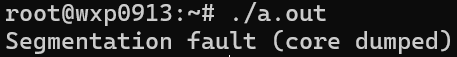 root@wxp0913:~# ./a.out
Segmentation fault (core dumped)